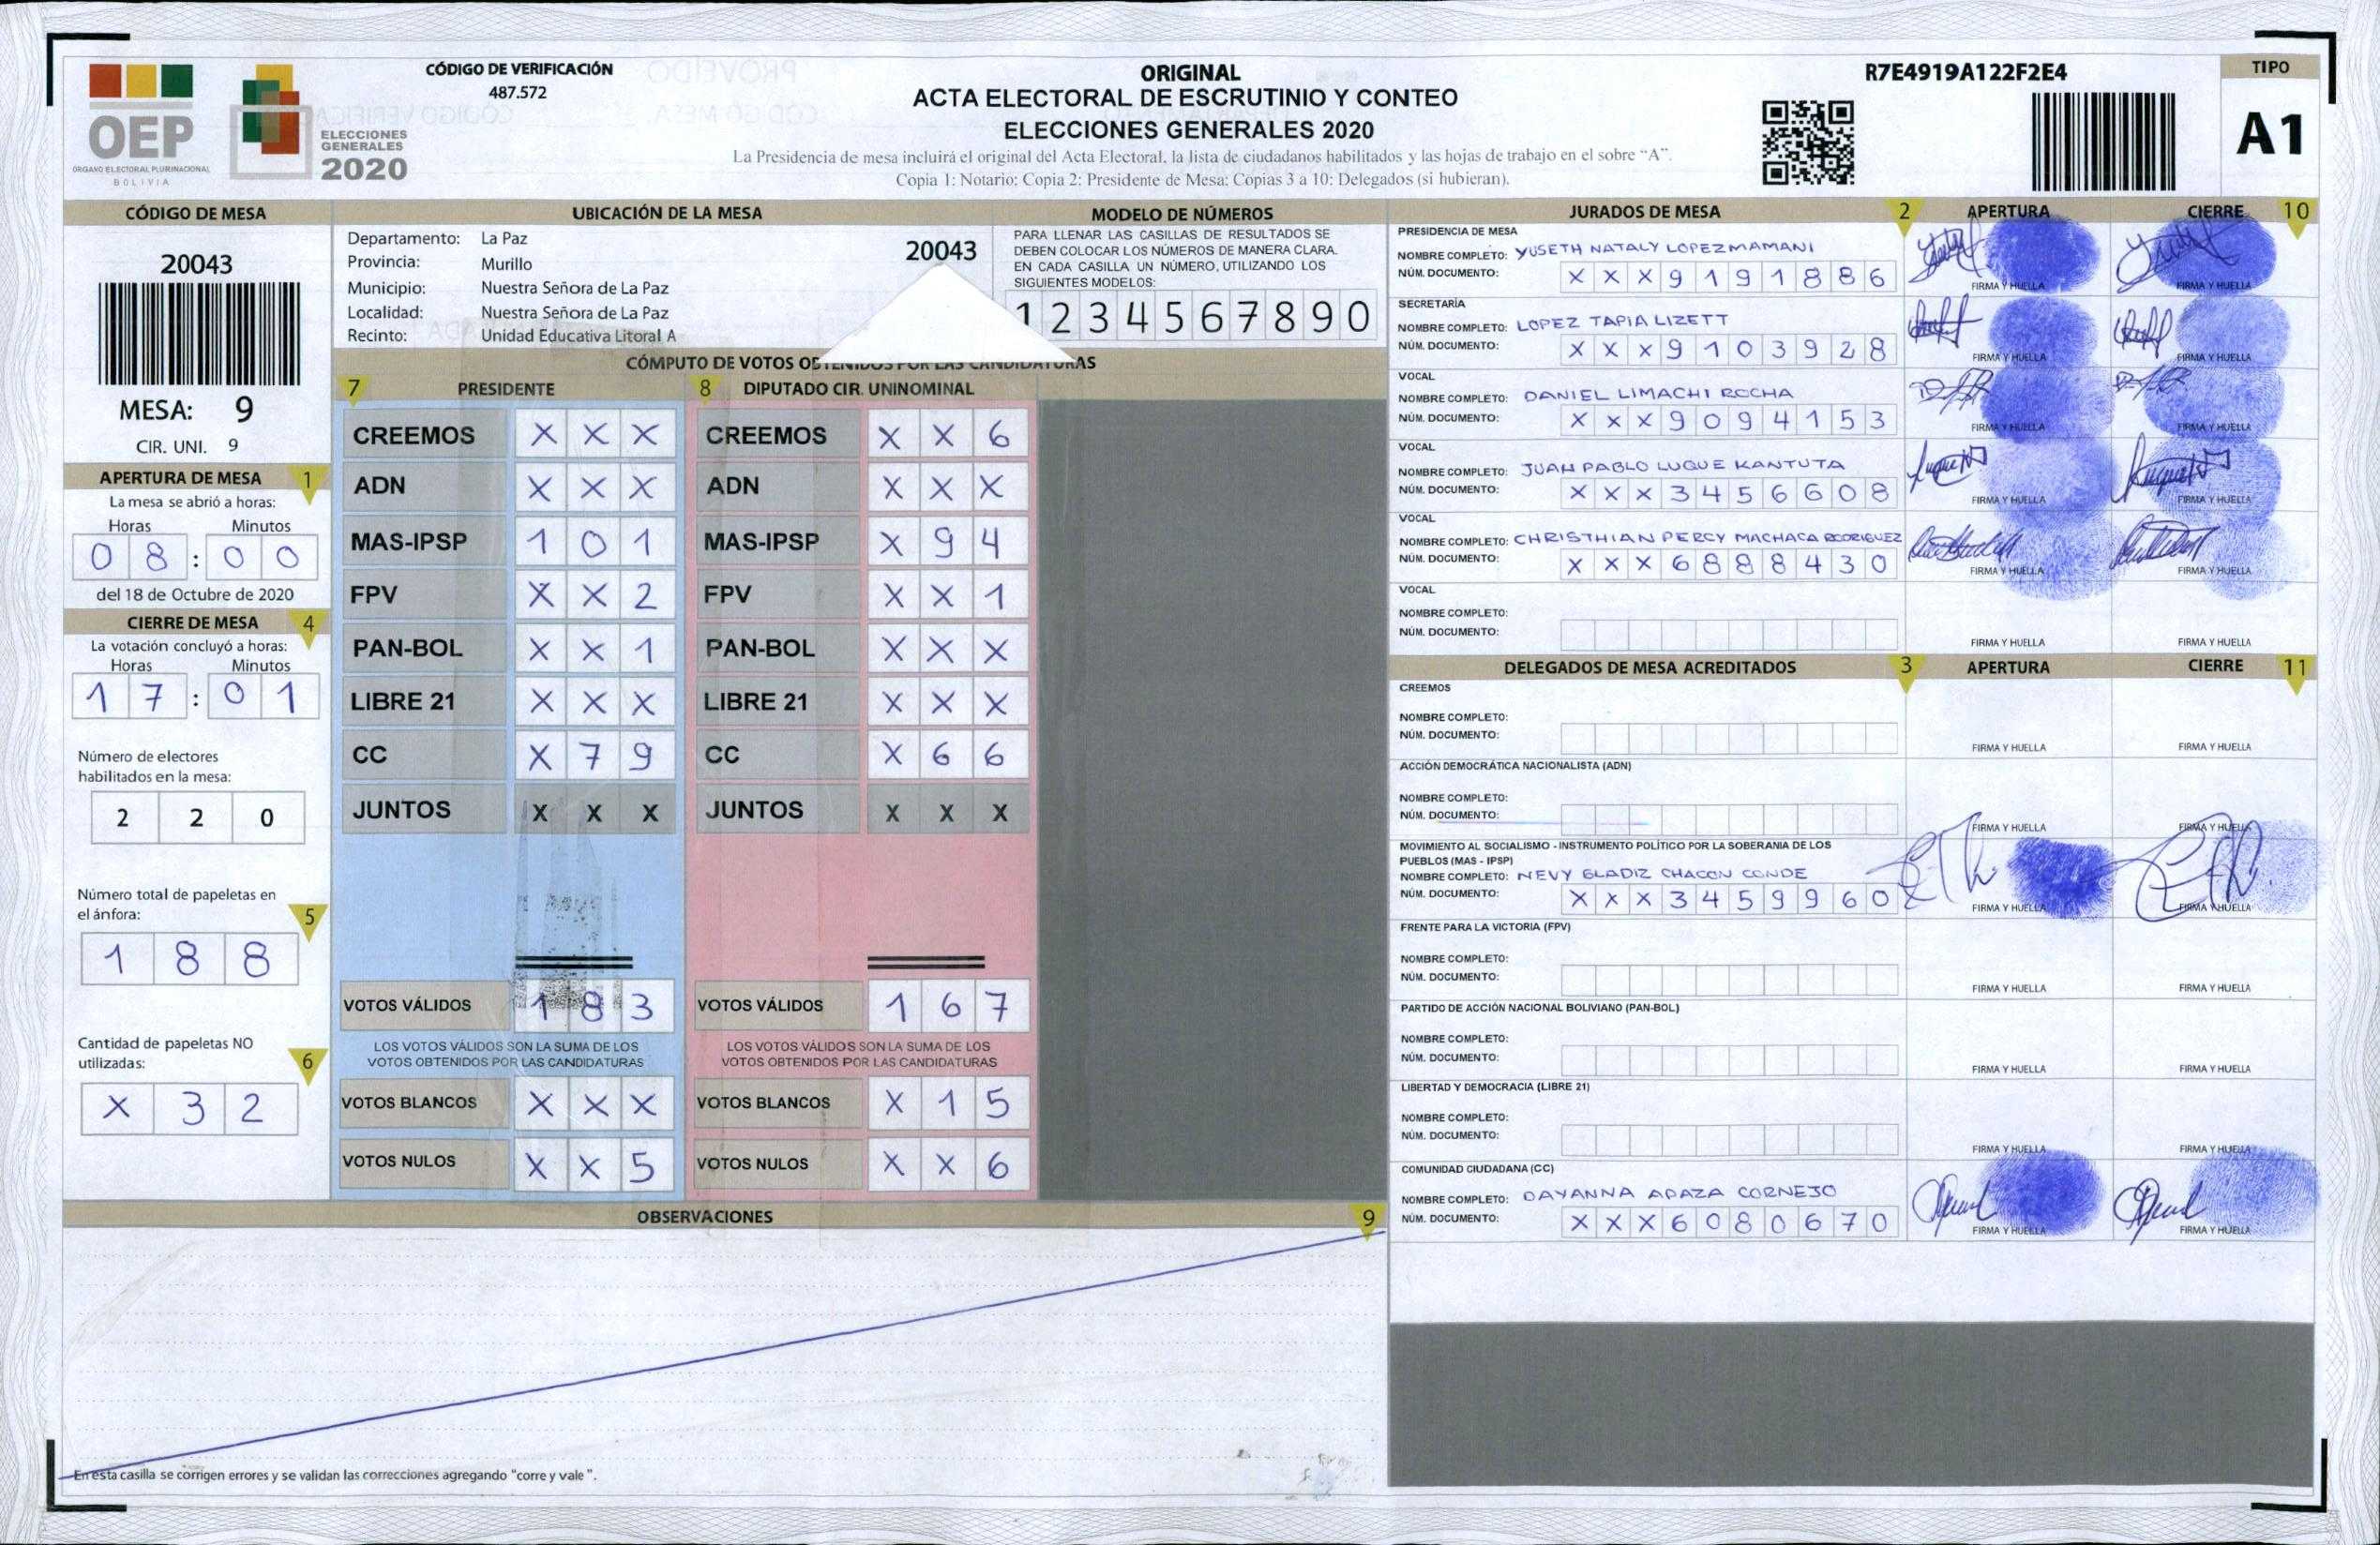 OEP
ORGANO ELECTORAL PLURINACIONAL
BOLIVIA
ELECCIONES
GENERALES
2020
CÓDIGO DE VERIFICACIÓN
487.572
ORIGINAL
ACTA ELECTORAL DE ESCRUTINIO Y CONTEO
ELECCIONES GENERALES 2020
La Presidencia de mesa incluirá el original del Acta Electoral, la lista de ciudadanos habilitados y las hojas de trabajo en el sobre “A”.
Copia 1: Notario; Copia 2: Presidente de Mesa; Copias 3 a 10: Delegados (si hubieran).
R7E4919A122F2E4
TIPO
A1
CÓDIGO DE MESA
20043
MESA: 9
CIR. UNI. 9
UBICACIÓN DE LA MESA
Departamento: La Paz
Provincia: Murillo
Municipio: Nuestra Señora de La Paz
Localidad: Nuestra Señora de La Paz
Recinto: Unidad Educativa Litoral A
20043
MODELO DE NÚMEROS
PARA LLENAR LAS CASILLAS DE RESULTADOS SE
DEBEN COLOCAR LOS NÚMEROS DE MANERA CLARA.
EN CADA CASILLA UN NÚMERO, UTILIZANDO LOS
SIGUIENTES MODELOS:
1 2 3 4 5 6 7 8 9 0
APERTURA DE MESA 1
La mesa se abrió a horas:
Horas Minutos
0 8 : 0 0
del 18 de Octubre de 2020
CIERRE DE MESA 4
La votación concluyó a horas:
Horas Minutos
1 7 : 0 1
Número de electores
habilitados en la mesa:
2 2 0
Número total de papeletas en
el ánfora: 5
1 8 8
Cantidad de papeletas NO
utilizadas: 6
X 3 2
CÓMPUTO DE VOTOS OBTENIDOS POR LAS CANDIDATURAS
7 PRESIDENTE
CREEMOS X X X
ADN X X X
MAS-IPSP 1 0 1
FPV X X 2
PAN-BOL X X 1
LIBRE 21 X X X
CC X 7 9
JUNTOS X X X
VOTOS VÁLIDOS 1 8 3
LOS VOTOS VÁLIDOS SON LA SUMA DE LOS
VOTOS OBTENIDOS POR LAS CANDIDATURAS
VOTOS BLANCOS X X X
VOTOS NULOS X X 5
8 DIPUTADO CIR. UNINOMINAL
CREEMOS X X 6
ADN X X X
MAS-IPSP X 9 4
FPV X X 1
PAN-BOL X X X
LIBRE 21 X X X
CC X 6 6
JUNTOS X X X
VOTOS VÁLIDOS 1 6 7
LOS VOTOS VÁLIDOS SON LA SUMA DE LOS
VOTOS OBTENIDOS POR LAS CANDIDATURAS
VOTOS BLANCOS X 1 5
VOTOS NULOS X X 6
OBSERVACIONES 9
En esta casilla se corrigen errores y se validan las correcciones agregando "corre y vale".
JURADOS DE MESA 2 APERTURA CIERRE 10
PRESIDENCIA DE MESA
NOMBRE COMPLETO: YUSETH NATALY LOPEZ MAMANI
NÚM. DOCUMENTO: X X X 9 1 9 1 8 8 6
FIRMA Y HUELLA FIRMA Y HUELLA
SECRETARÍA
NOMBRE COMPLETO: LOPEZ TAPIA LIZETT
NÚM. DOCUMENTO: X X X 9 1 0 3 9 2 8
FIRMA Y HUELLA FIRMA Y HUELLA
VOCAL
NOMBRE COMPLETO: DANIEL LIMACHI ROCHA
NÚM. DOCUMENTO: X X X 9 0 9 4 1 5 3
FIRMA Y HUELLA FIRMA Y HUELLA
VOCAL
NOMBRE COMPLETO: JUAN PABLO LUQUE KANTUTA
NÚM. DOCUMENTO: X X X 3 4 5 6 6 0 8
FIRMA Y HUELLA FIRMA Y HUELLA
VOCAL
NOMBRE COMPLETO: CHRISTHIAN PERCY MACHACA RODRIGUEZ
NÚM. DOCUMENTO: X X X 6 8 8 8 4 3 0
FIRMA Y HUELLA FIRMA Y HUELLA
VOCAL
NOMBRE COMPLETO:
NÚM. DOCUMENTO:
FIRMA Y HUELLA FIRMA Y HUELLA
DELEGADOS DE MESA ACREDITADOS 3 APERTURA CIERRE 11
CREEMOS
NOMBRE COMPLETO:
NÚM. DOCUMENTO:
FIRMA Y HUELLA FIRMA Y HUELLA
ACCIÓN DEMOCRÁTICA NACIONALISTA (ADN)
NOMBRE COMPLETO:
NÚM. DOCUMENTO:
FIRMA Y HUELLA FIRMA Y HUELLA
MOVIMIENTO AL SOCIALISMO - INSTRUMENTO POLÍTICO POR LA SOBERANIA DE LOS
PUEBLOS (MAS - IPSP)
NOMBRE COMPLETO: NEVY GLADIZ CHACON CONDE
NÚM. DOCUMENTO: X X X 3 4 5 9 9 6 0
FIRMA Y HUELLA FIRMA Y HUELLA
FRENTE PARA LA VICTORIA (FPV)
NOMBRE COMPLETO:
NÚM. DOCUMENTO:
FIRMA Y HUELLA FIRMA Y HUELLA
PARTIDO DE ACCIÓN NACIONAL BOLIVIANO (PAN-BOL)
NOMBRE COMPLETO:
NÚM. DOCUMENTO:
FIRMA Y HUELLA FIRMA Y HUELLA
LIBERTAD Y DEMOCRACIA (LIBRE 21)
NOMBRE COMPLETO:
NÚM. DOCUMENTO:
FIRMA Y HUELLA FIRMA Y HUELLA
COMUNIDAD CIUDADANA (CC)
NOMBRE COMPLETO: DAYANNA APAZA CORNEJO
NÚM. DOCUMENTO: X X X 6 0 8 0 6 7 0
FIRMA Y HUELLA FIRMA Y HUELLA